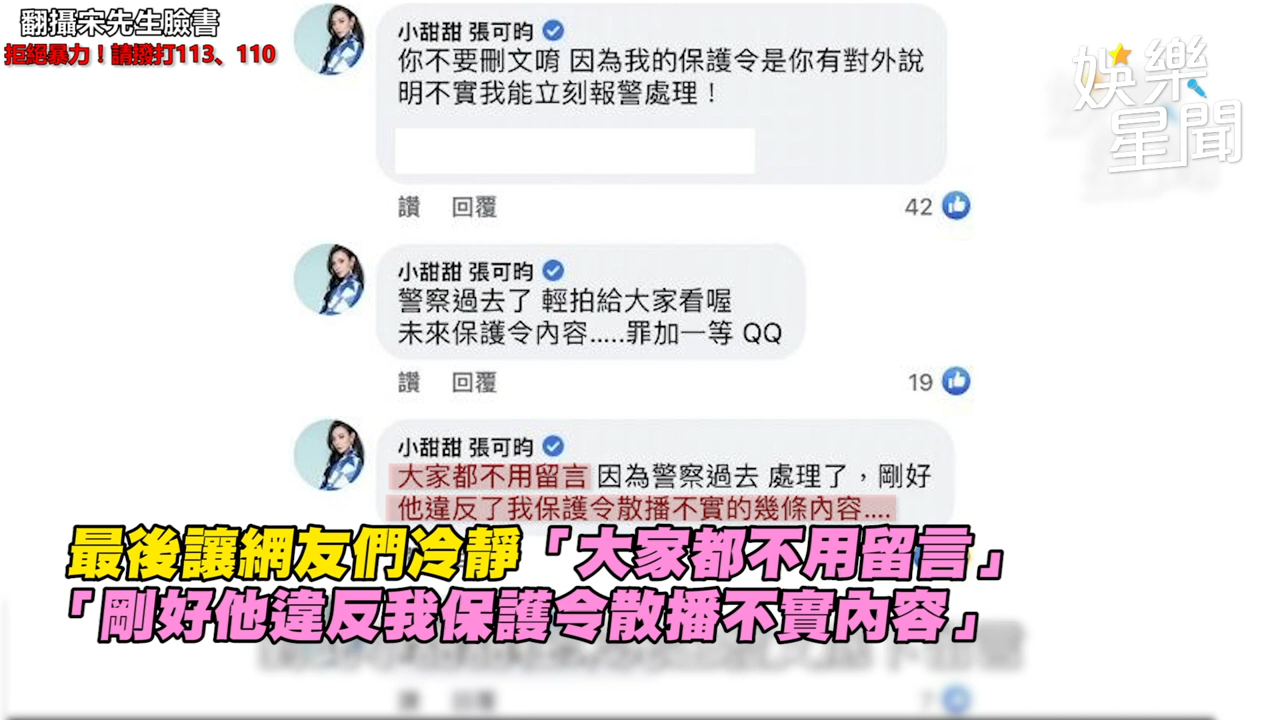 翻攝宋先生臉書
拒絕暴力！請撥打113、110
娛樂
星聞
小甜甜 張可昀
你不要刪文唷 因為我的保護令是你有對外說
明不實我能立刻報警處理！
讚 回覆 42
小甜甜 張可昀
警察過去了 輕拍給大家看喔
未來保護令內容.....罪加一等 QQ
讚 回覆 19
小甜甜 張可昀
大家都不用留言 因為警察過去 處理了，剛好
他違反了我保護令散播不實的幾條內容....
最後讓網友們冷靜「大家都不用留言」
「剛好他違反我保護令散播不實內容」
讚 回覆 7